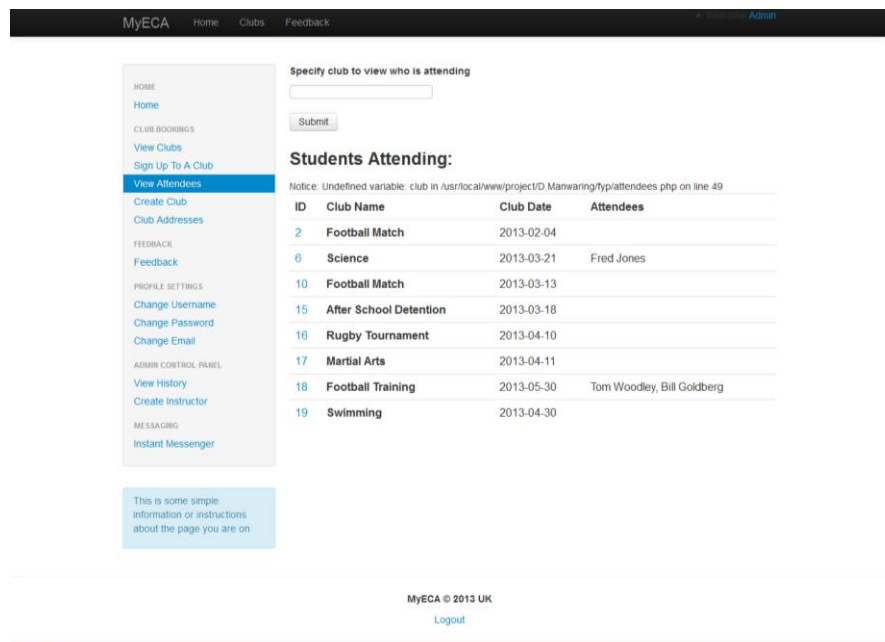 MyECA Home Clubs Feedback
Welcome Admin
HOME
Home
CLUB BOOKINGS
View Clubs
Sign Up To A Club
View Attendees
Create Club
Club Addresses
FEEDBACK
Feedback
PROFILE SETTINGS
Change Username
Change Password
Change Email
ADMIN CONTROL PANEL
View History
Create Instructor
MESSAGING
Instant Messenger
This is some simple
information or instructions
about the page you are on
Specify club to view who is attending
Submit
Students Attending:
Notice: Undefined variable: club in /usr/local/www/project/D.Manwaring/fyp/attendees.php on line 49
ID Club Name Club Date Attendees
2 Football Match 2013-02-04
6 Science 2013-03-21 Fred Jones
10 Football Match 2013-03-13
15 After School Detention 2013-03-18
16 Rugby Tournament 2013-04-10
17 Martial Arts 2013-04-11
18 Football Training 2013-05-30 Tom Woodley, Bill Goldberg
19 Swimming 2013-04-30
MyECA © 2013 UK
Logout